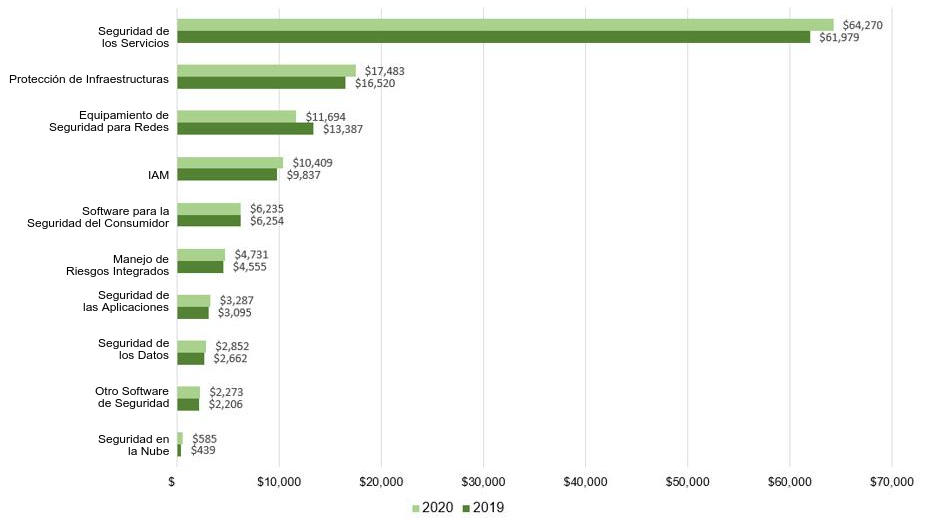 Seguridad de
los Servicios
$64,270
$61,979
Protección de Infraestructuras
$17,483
$16,520
Equipamiento de
Seguridad para Redes
$11,694
$13,387
IAM
$10,409
$9,837
Software para la
Seguridad del Consumidor
$6,235
$6,254
Manejo de
Riesgos Integrados
$4,731
$4,555
Seguridad de
las Aplicaciones
$3,287
$3,095
Seguridad de
los Datos
$2,852
$2,662
Otro Software
de Seguridad
$2,273
$2,206
Seguridad en
la Nube
$585
$439
$ $10,000 $20,000 $30,000 $40,000 $50,000 $60,000 $70,000
2020 2019